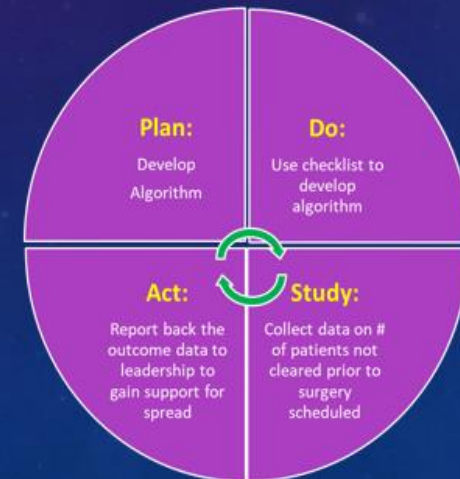 Plan:
Develop
Algorithm
Do:
Use checklist to
develop
algorithm
Act:
Report back the
outcome data to
leadership to
gain support for
spread
Study:
Collect data on #
of patients not
cleared prior to
surgery
scheduled